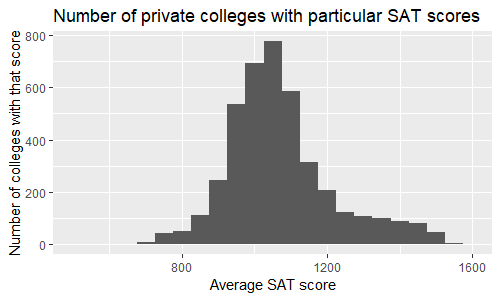 Number of private colleges with particular SAT scores
Number of colleges with that score
800
600
400
200
0
800
1200
1600
Average SAT score